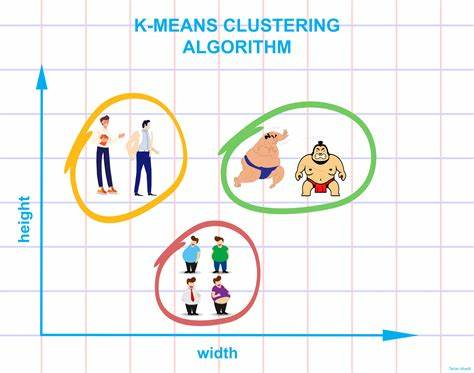 K-MEANS CLUSTERING
ALGORITHM
height
width